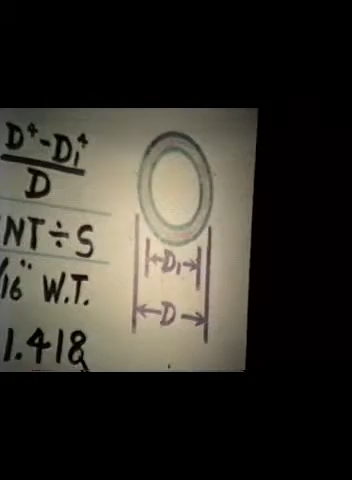 D⁴-D₁⁴
D
NT÷S
/16" W.T.
1.418
D₁
D